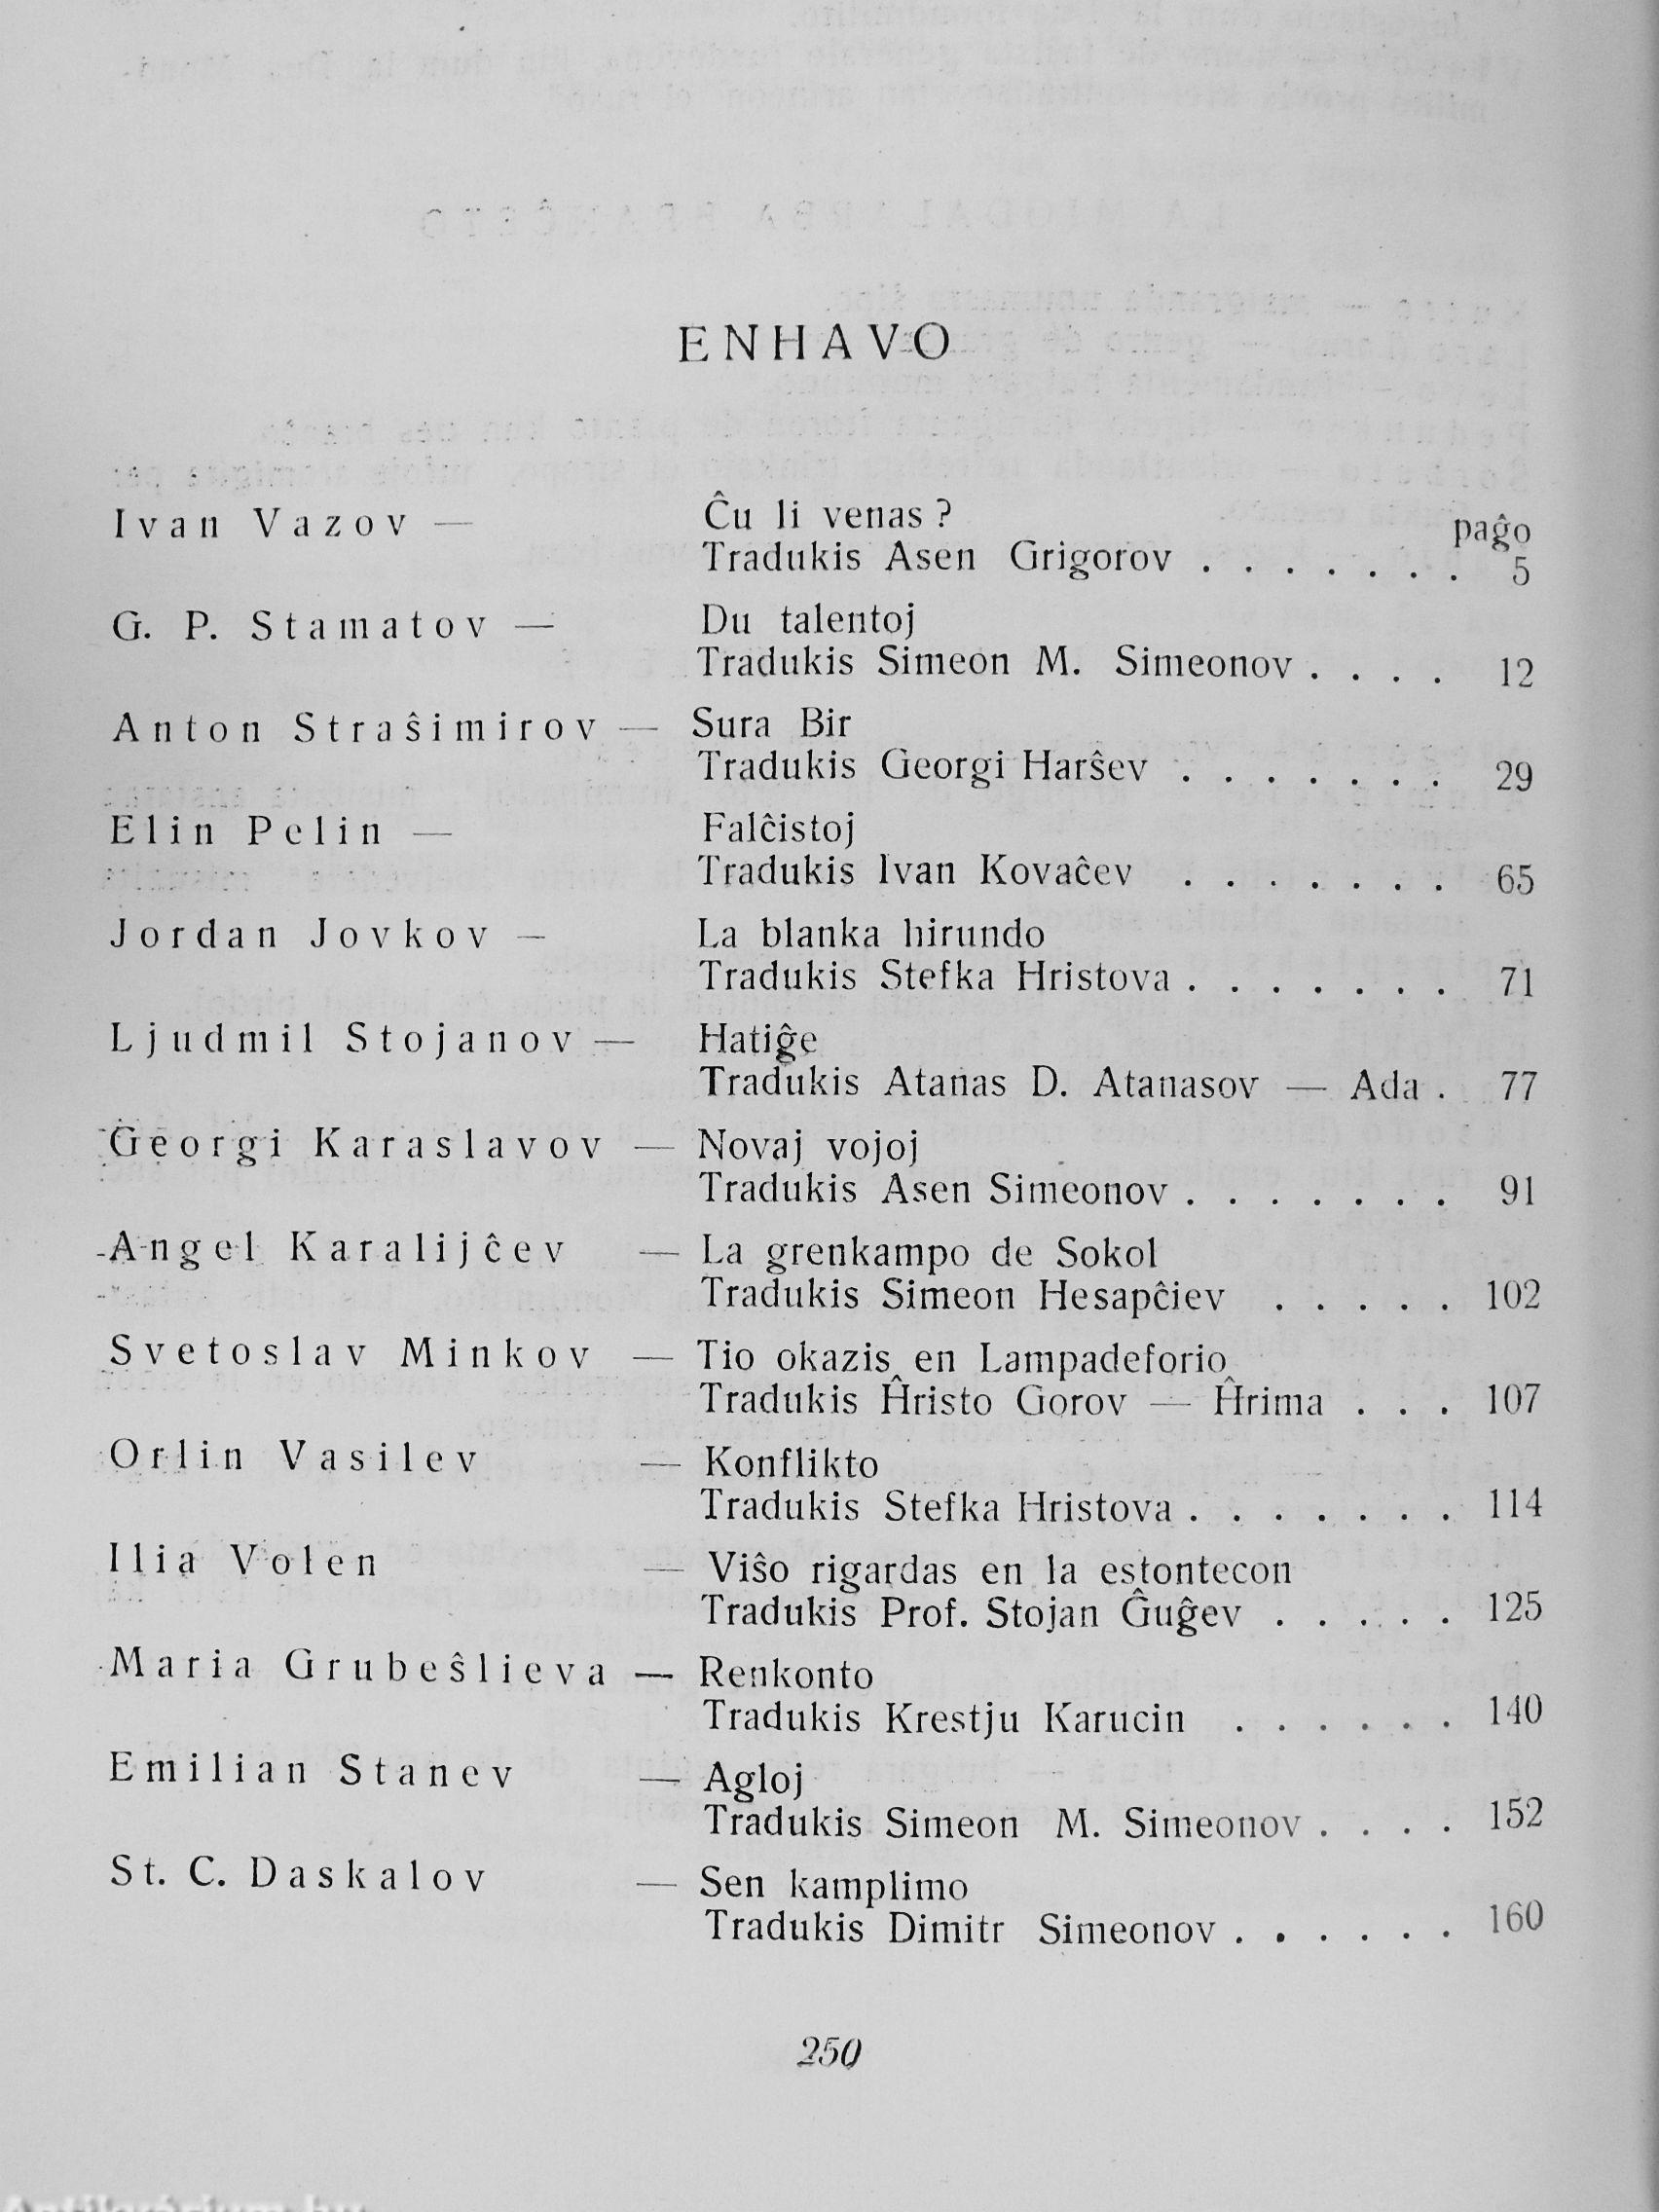 ENHAVO
Ivan Vazov — Ĉu li venas ? paĝo
Tradukis Asen Grigorov . . . . . . . 5
G. P. Stamatov — Du talentoj
Tradukis Simeon M. Simeonov . . . . 12
Anton Straŝimirov — Sura Bir
Tradukis Georgi Harŝev . . . . . . . 29
Elin Pelin — Falĉistoj
Tradukis Ivan Kovaĉev . . . . . . . 65
Jordan Jovkov — La blanka hirundo
Tradukis Stefka Hristova . . . . . . . 71
Ljudmil Stojanov — Hatiĝe
Tradukis Atanas D. Atanasov — Ada . 77
Georgi Karaslavov — Novaj vojoj
Tradukis Asen Simeonov . . . . . . . 91
Angel Karalijĉev — La grenkampo de Sokol
Tradukis Simeon Hesapĉiev . . . . . 102
Svetoslav Minkov — Tio okazis en Lampadeforio
Tradukis Ĥristo Gorov — Ĥrima . . . 107
Orlin Vasilev — Konflikto
Tradukis Stefka Hristova . . . . . . . 114
Ilia Volen — Viŝo rigardas en la estontecon
Tradukis Prof. Stojan Ĝuĝev . . . . . 125
Maria Grubeŝlieva — Renkonto
Tradukis Krestju Karucin . . . . . . 140
Emilian Stanev — Agloj
Tradukis Simeon M. Simeonov . . . . 152
St. C. Daskalov — Sen kamplimo
Tradukis Dimitr Simeonov . . . . . . 160
250